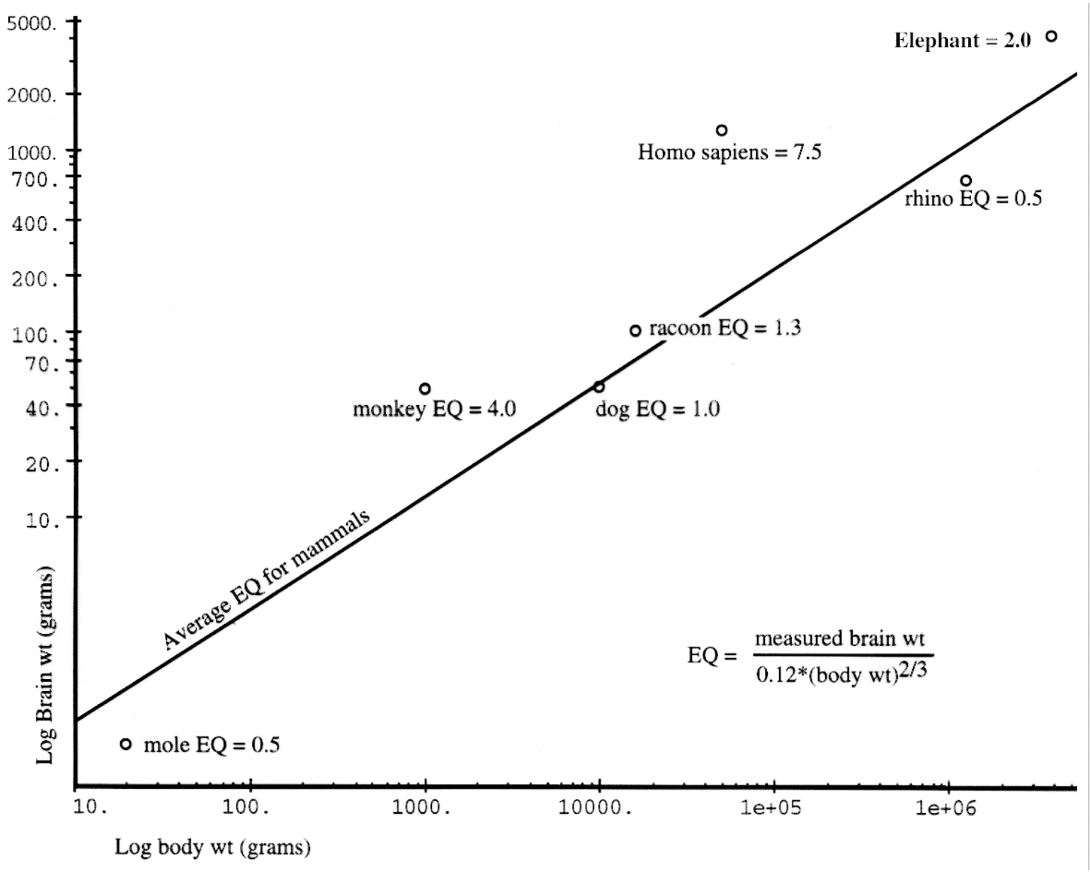 5000.
Elephant = 2.0
2000.
1000.
Homo sapiens = 7.5
700.
rhino EQ = 0.5
400.
200.
100.
racoon EQ = 1.3
70.
40.
monkey EQ = 4.0
dog EQ = 1.0
20.
10.
Average EQ for mammals
Log Brain wt (grams)
EQ = measured brain wt
0.12*(body wt)2/3
mole EQ = 0.5
10. 100. 1000. 10000. 1e+05 1e+06
Log body wt (grams)